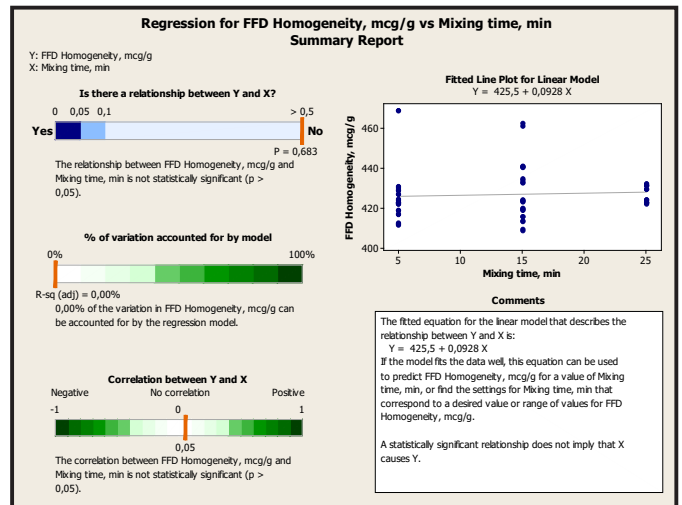 Regression for FFD Homogeneity, mcg/g vs Mixing time, min
Summary Report
Y: FFD Homogeneity, mcg/g
X: Mixing time, min
Is there a relationship between Y and X?
0 0,05 0,1 > 0,5
Yes No
P = 0,683
The relationship between FFD Homogeneity, mcg/g and
Mixing time, min is not statistically significant (p >
0,05).
% of variation accounted for by model
0% 100%
R-sq (adj) = 0,00%
0,00% of the variation in FFD Homogeneity, mcg/g can
be accounted for by the regression model.
Correlation between Y and X
Negative No correlation Positive
-1 0 1
0,05
The correlation between FFD Homogeneity, mcg/g and
Mixing time, min is not statistically significant (p >
0,05).
Fitted Line Plot for Linear Model
Y = 425,5 + 0,0928 X
FFD Homogeneity, mcg/g
460
440
420
400
5 10 15 20 25
Mixing time, min
Comments
The fitted equation for the linear model that describes the
relationship between Y and X is:
Y = 425,5 + 0,0928 X
If the model fits the data well, this equation can be used
to predict FFD Homogeneity, mcg/g for a value of Mixing
time, min, or find the settings for Mixing time, min that
correspond to a desired value or range of values for FFD
Homogeneity, mcg/g.
A statistically significant relationship does not imply that X
causes Y.